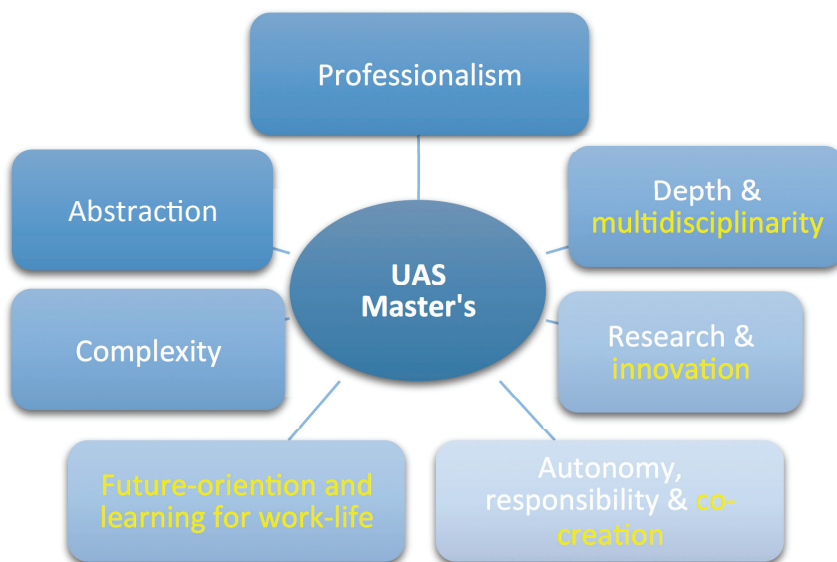 Professionalism
Abstraction
Depth &
multidisciplinarity
UAS
Master's
Complexity
Research &
innovation
Future-oriention and
learning for work-life
Autonomy,
responsibility & co-
creation